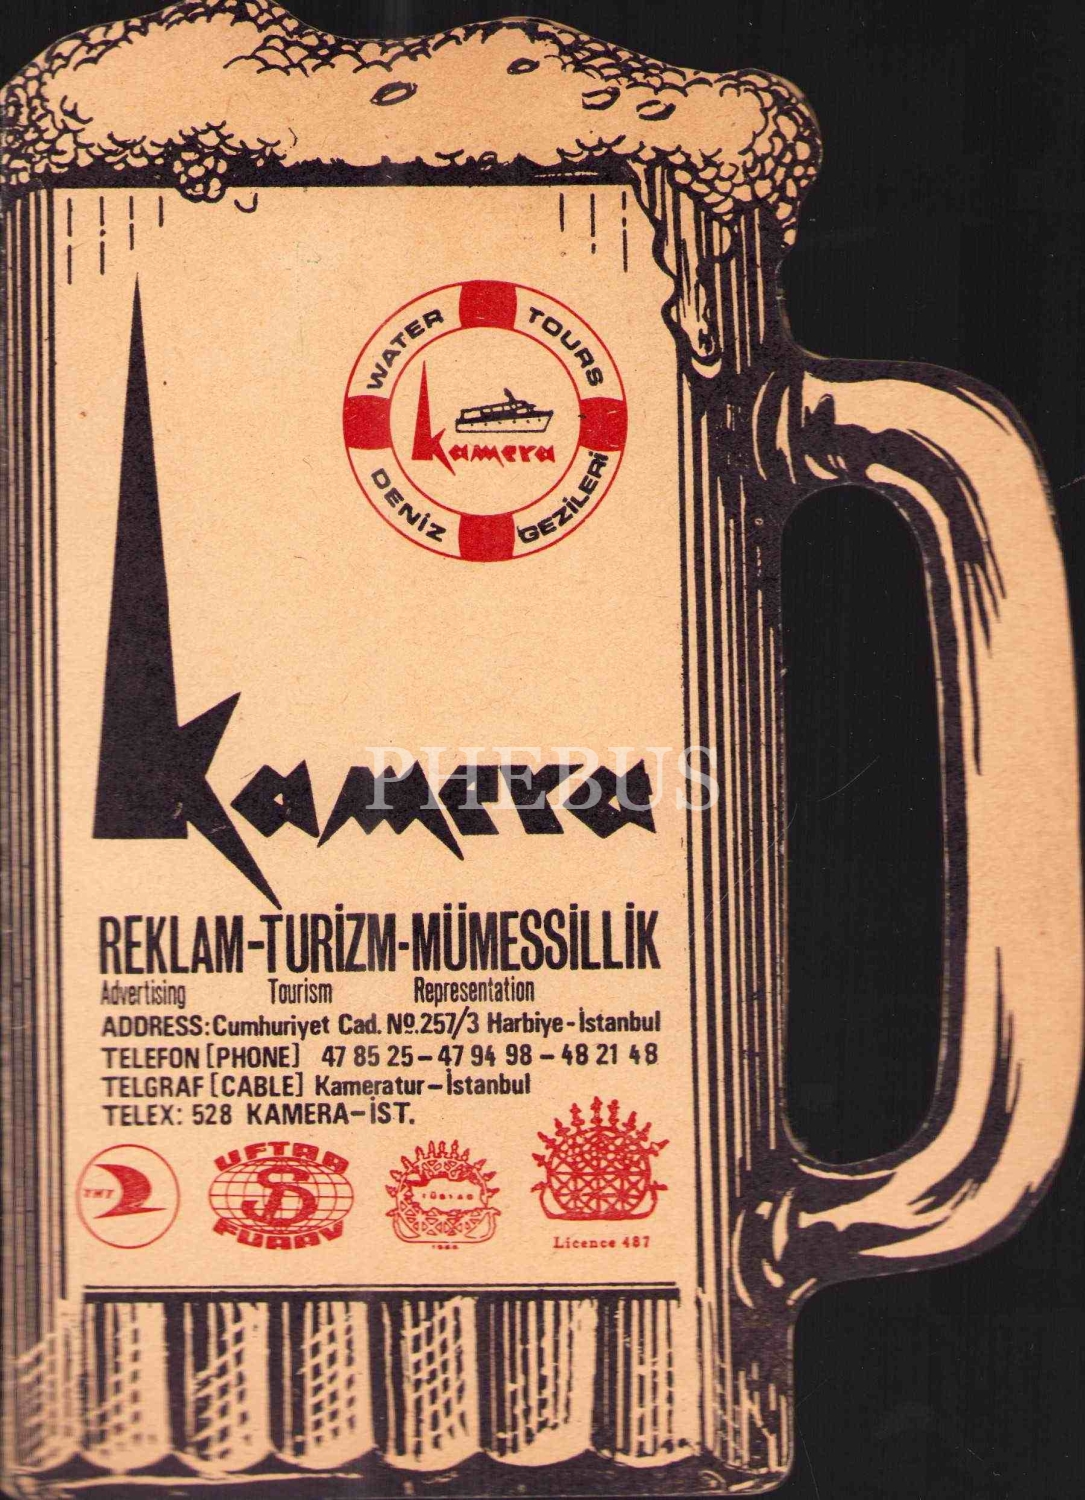 WATER TOURS
kamera
DENİZ GEZİLERİ
kamera
PHEBUS
REKLAM-TURİZM-MÜMESSİLLİK
Advertising Tourism Representation
ADDRESS: Cumhuriyet Cad. Nº.257/3 Harbiye - İstanbul
TELEFON [PHONE] 47 85 25 – 47 94 98 – 48 21 48
TELGRAF [CABLE] Kameratur – İstanbul
TELEX: 528 KAMERA – İST.
UFTAA
FUAAV
Licence 487